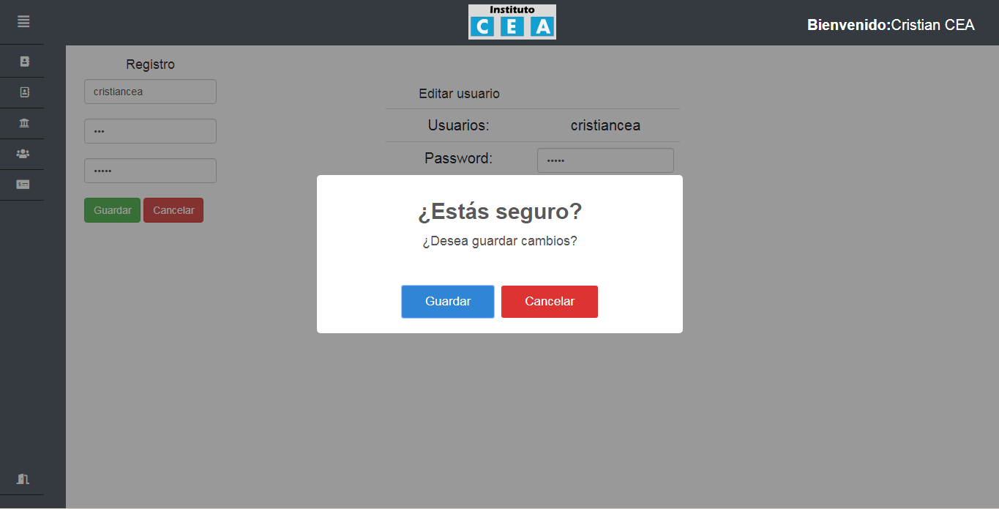 Instituto
CEA
Bienvenido:Cristian CEA
Registro
cristiancea
•••
•••••
Guardar Cancelar
Editar usuario
Usuarios: cristiancea
Password: •••••
¿Estás seguro?
¿Desea guardar cambios?
Guardar Cancelar